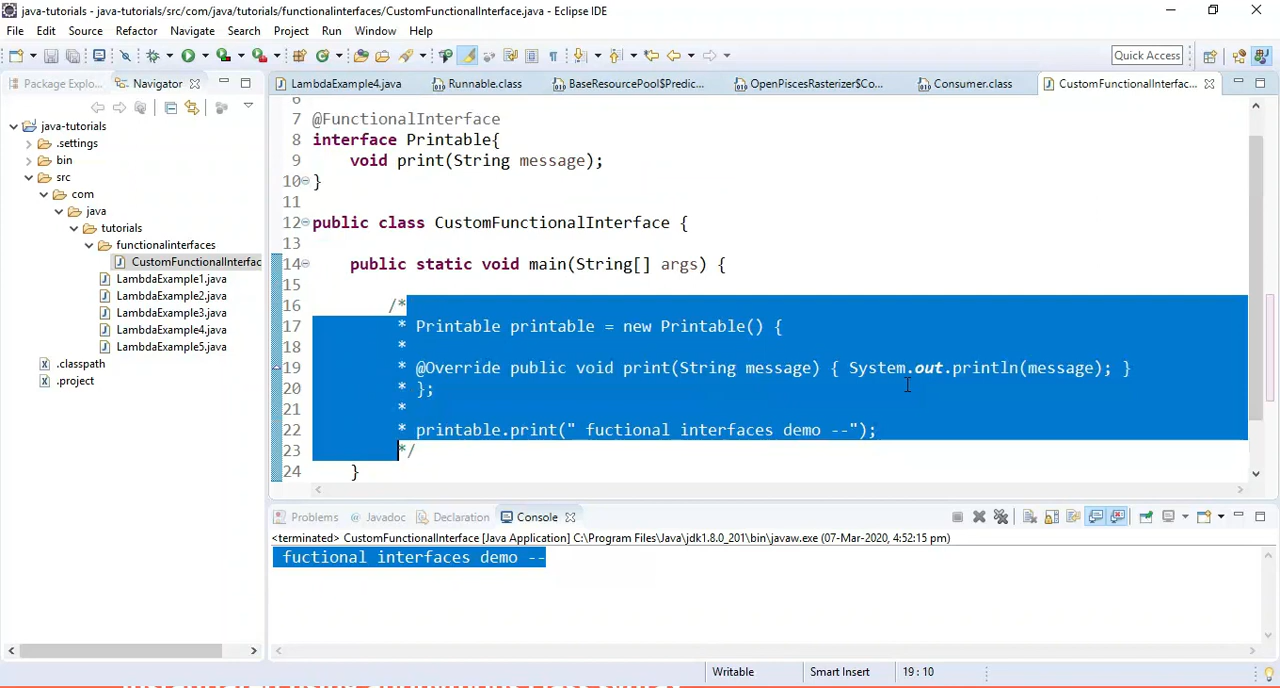 java-tutorials - java-tutorials/src/com/java/tutorials/functionalinterfaces/CustomFunctionalInterface.java - Eclipse IDE
File Edit Source Refactor Navigate Search Project Run Window Help
Quick Access
Package Explo...
Navigator
LambdaExample4.java
Runnable.class
BaseResourcePool$Predic...
OpenPiscesRasterizer$Co...
Consumer.class
CustomFunctionalInterfac...
java-tutorials
.settings
bin
src
com
java
tutorials
functionalinterfaces
CustomFunctionalInterfac
LambdaExample1.java
LambdaExample2.java
LambdaExample3.java
LambdaExample4.java
LambdaExample5.java
.classpath
.project
6
7 @FunctionalInterface
8 interface Printable{
9 void print(String message);
10 }
11
12 public class CustomFunctionalInterface {
13
14 public static void main(String[] args) {
15
16 /*
17 * Printable printable = new Printable() {
18 *
19 * @Override public void print(String message) { System.out.println(message); }
20 * };
21 *
22 * printable.print(" fuctional interfaces demo --");
23 */
24 }
Problems @ Javadoc Declaration Console
<terminated> CustomFunctionalInterface [Java Application] C:\Program Files\Java\jdk1.8.0_201\bin\javaw.exe (07-Mar-2020, 4:52:15 pm)
fuctional interfaces demo --
Writable Smart Insert 19 : 10